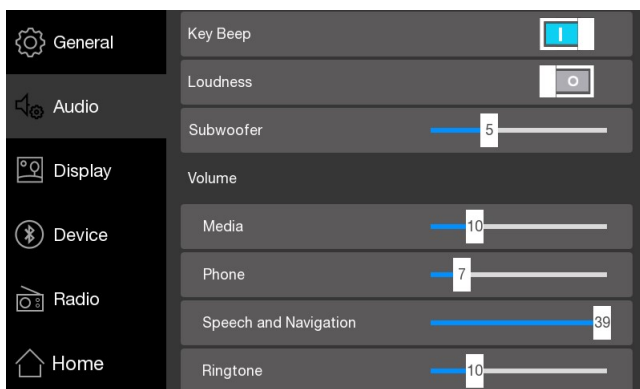 General
Audio
Display
Device
Radio
Home
Key Beep
Loudness
Subwoofer 5
Volume
Media 10
Phone 7
Speech and Navigation 39
Ringtone 10